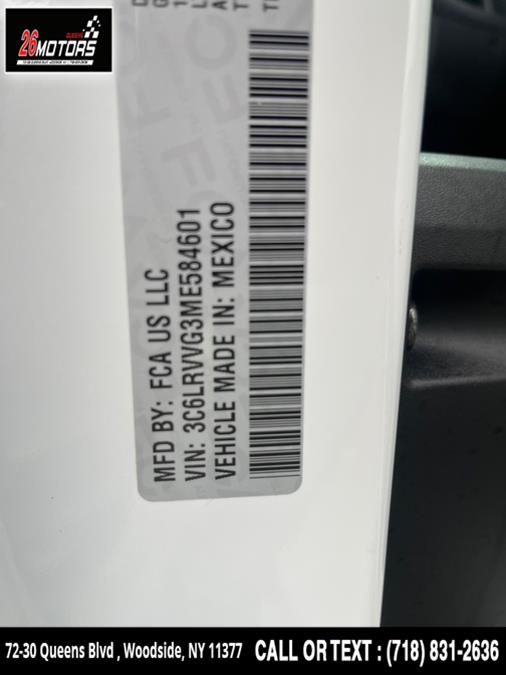 QUEENS
26 MOTORS
MFD BY: FCA US LLC
VIN: 3C6LRVVG3ME584601
VEHICLE MADE IN: MEXICO
72-30 Queens Blvd , Woodside, NY 11377
CALL OR TEXT : (718) 831-2636